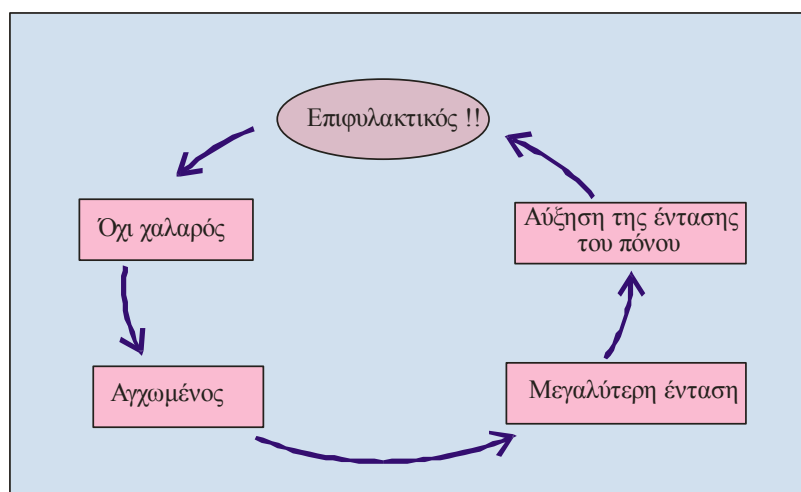 Επιφυλακτικός !!
Όχι χαλαρός
Αύξηση της έντασης
του πόνου
Αγχωμένος
Μεγαλύτερη ένταση